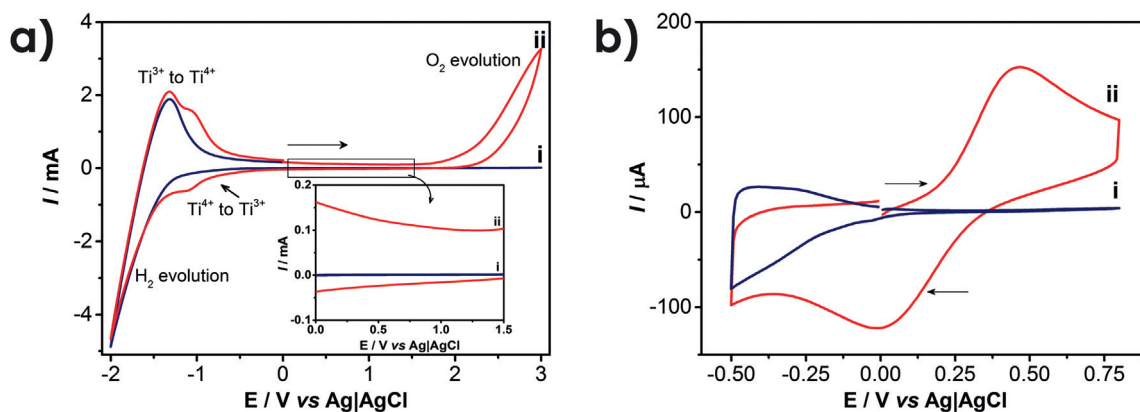 a)
I / mA
4
2
0
-2
-4
Ti³⁺ to Ti⁴⁺
O₂ evolution
ii
i
Ti⁴⁺ to Ti³⁺
H₂ evolution
I / mA
0.2
0.1
0.0
-0.1
ii
i
0.0 0.5 1.0 1.5
E / V vs Ag|AgCl
-2 -1 0 1 2 3
E / V vs Ag|AgCl
b)
I / µA
200
100
0
-100
ii
i
-0.50 -0.25 0.00 0.25 0.50 0.75
E / V vs Ag|AgCl